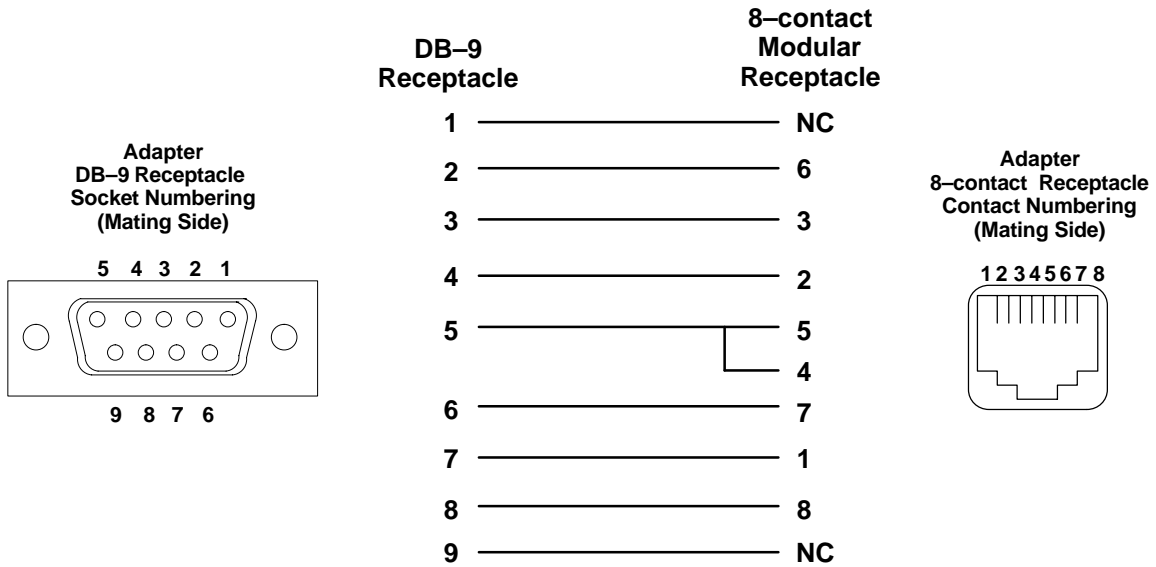 DB–9
Receptacle
8–contact
Modular
Receptacle
1 NC
2 6
3 3
4 2
5 5
4
6 7
7 1
8 8
9 NC
Adapter
DB–9 Receptacle
Socket Numbering
(Mating Side)
5 4 3 2 1
9 8 7 6
Adapter
8–contact Receptacle
Contact Numbering
(Mating Side)
1 2 3 4 5 6 7 8